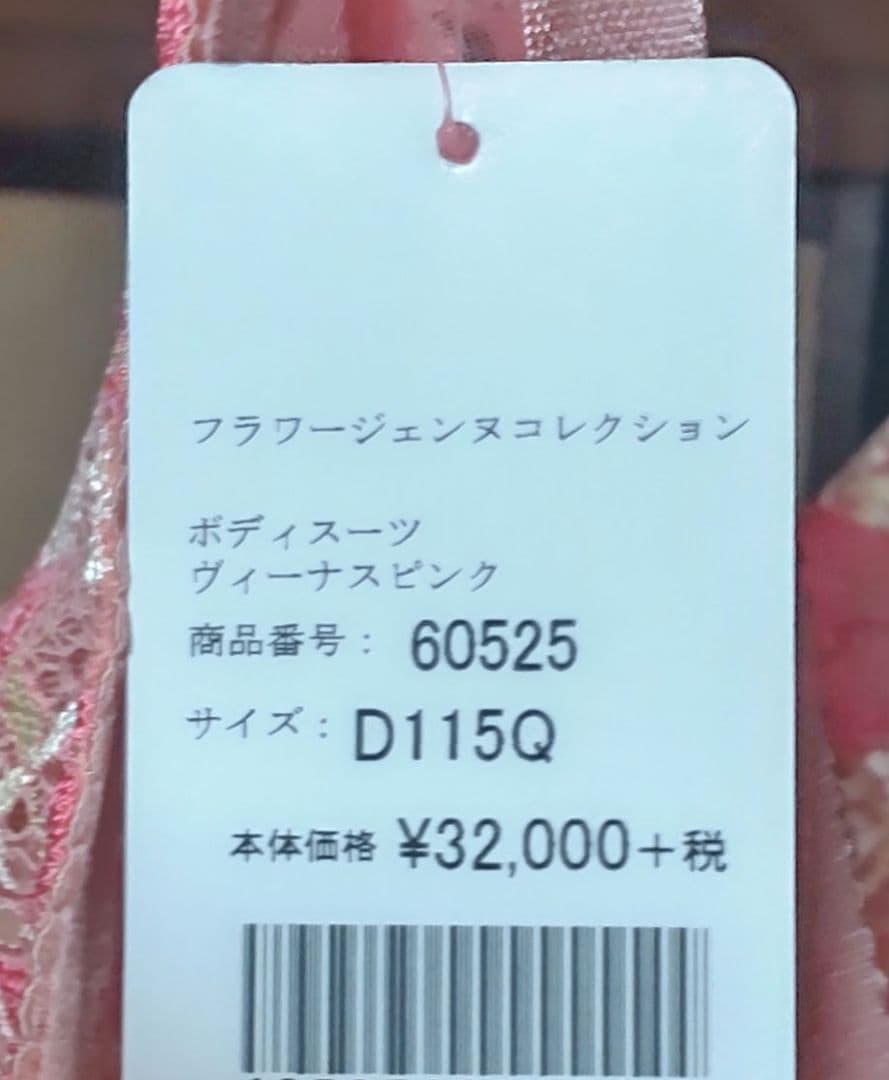 フラワージェンヌコレクション
ボディスーツ
ヴィーナスピンク
商品番号： 60525
サイズ： D115Q
本体価格 ¥32,000+税